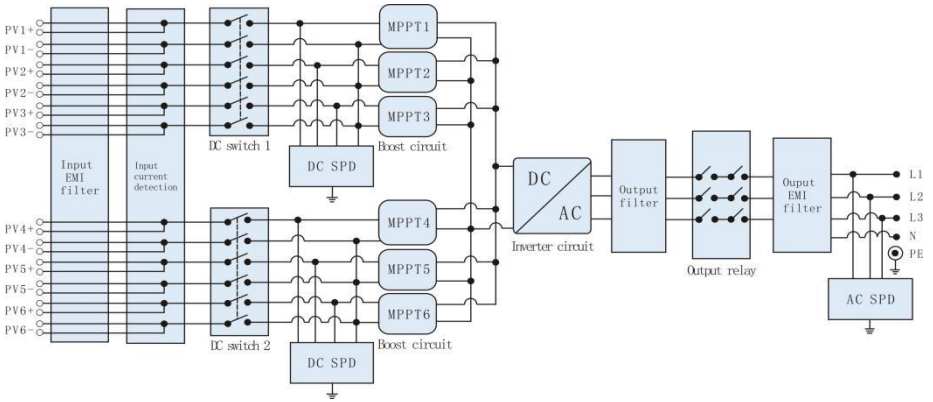 PV1+
PV1-
PV2+
PV2-
PV3+
PV3-
Input
EMI
filter
Input
current
detection
DC switch 1
DC SPD
MPPT1
MPPT2
MPPT3
Boost circuit
PV4+
PV4-
PV5+
PV5-
PV6+
PV6-
DC switch 2
DC SPD
MPPT4
MPPT5
MPPT6
Boost circuit
DC
AC
Inverter circuit
Output
filter
Output relay
Ouput
EMI
filter
L1
L2
L3
N
PE
AC SPD